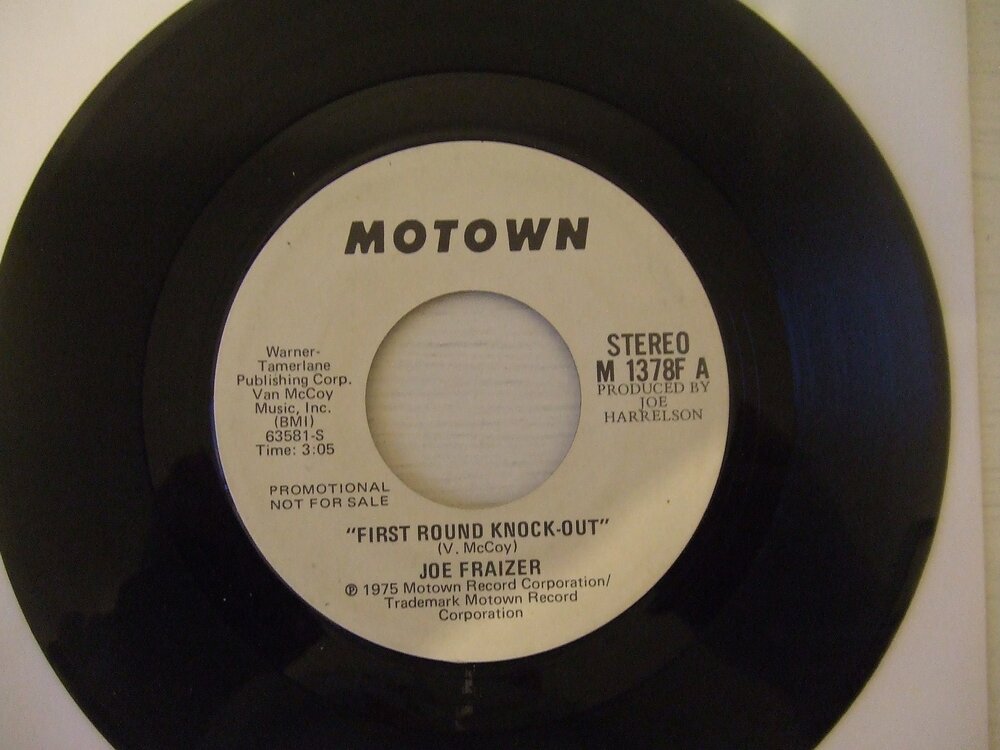 MOTOWN
Warner-
Tamerlane
Publishing Corp.
Van McCoy
Music, Inc.
(BMI)
63581-S
Time: 3:05
STEREO
M 1378F A
PRODUCED BY
JOE
HARRELSON
PROMOTIONAL
NOT FOR SALE
"FIRST ROUND KNOCK-OUT"
(V. McCoy)
JOE FRAIZER
℗ 1975 Motown Record Corporation/
Trademark Motown Record
Corporation